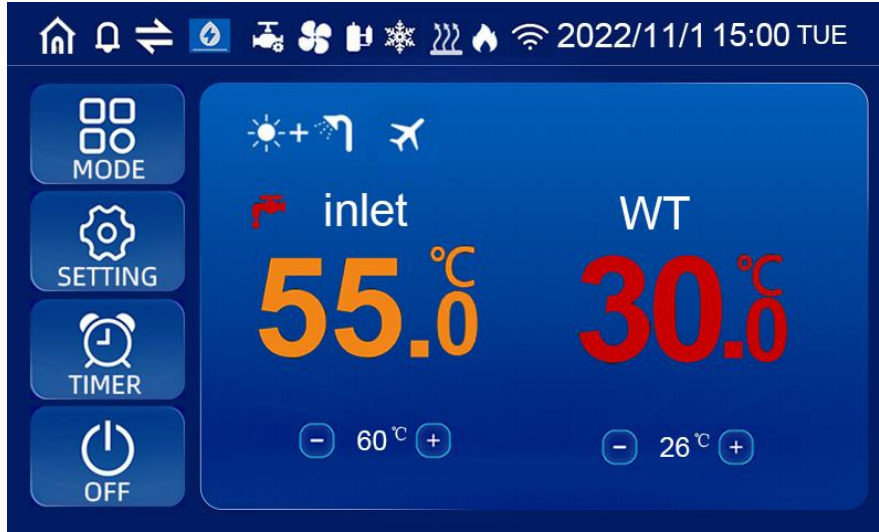 2022/11/1 15:00 TUE
MODE
SETTING
TIMER
OFF
inlet
WT
55.0℃
30.0℃
− 60℃ +
− 26℃ +